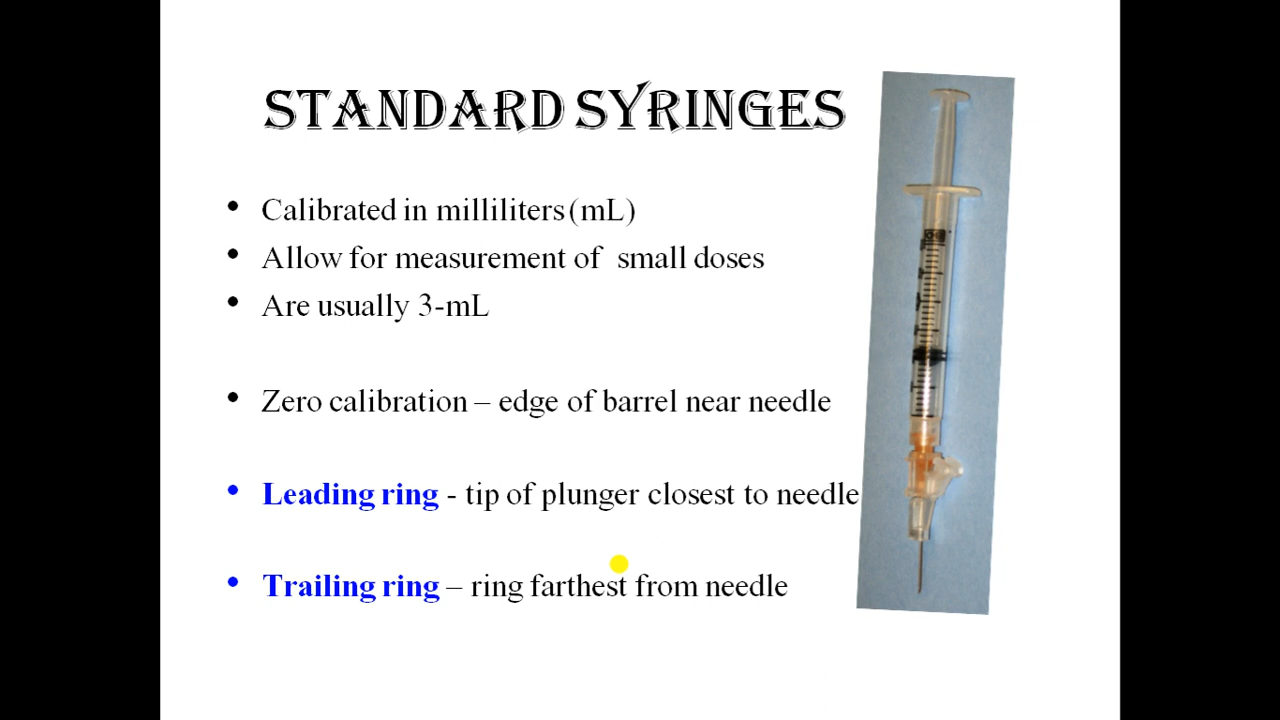 STANDARD SYRINGES
• Calibrated in milliliters (mL)
• Allow for measurement of small doses
• Are usually 3-mL
• Zero calibration – edge of barrel near needle
• Leading ring - tip of plunger closest to needle
• Trailing ring – ring farthest from needle